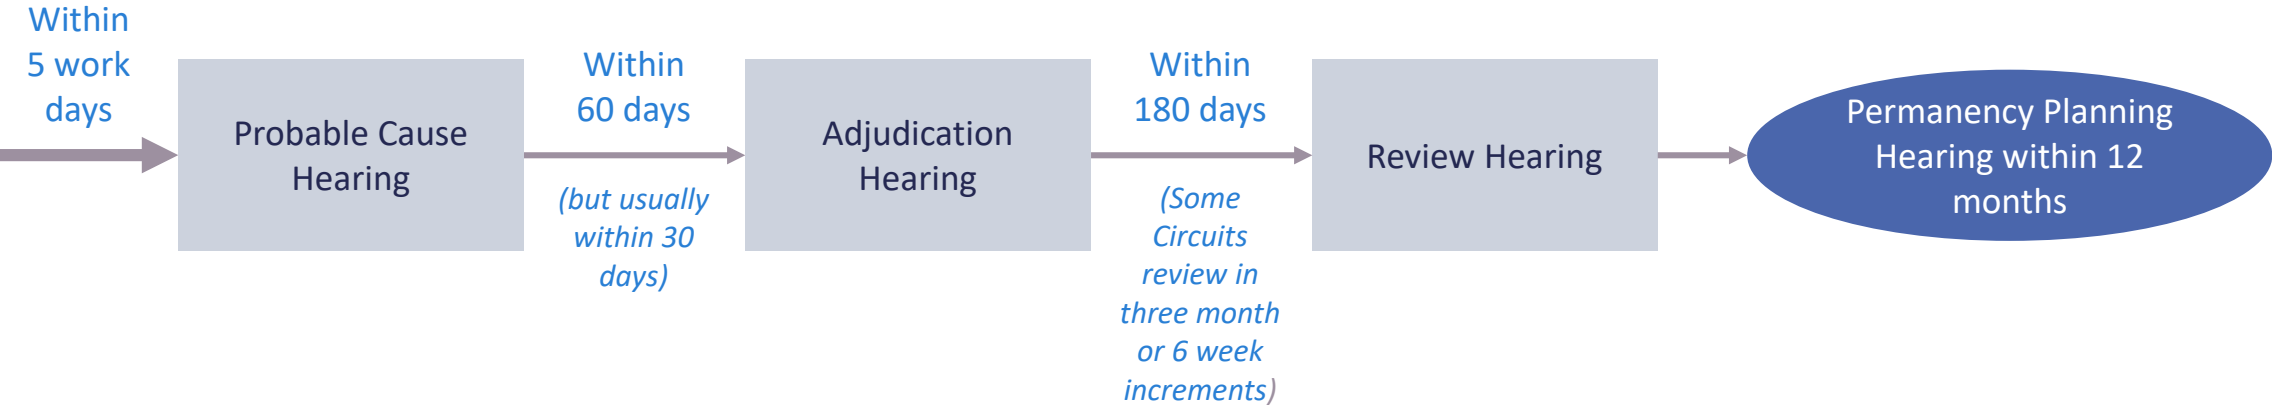 Within
5 work
days
Probable Cause
Hearing
Within
60 days
(but usually
within 30
days)
Adjudication
Hearing
Within
180 days
(Some
Circuits
review in
three month
or 6 week
increments)
Review Hearing
Permanency Planning
Hearing within 12
months